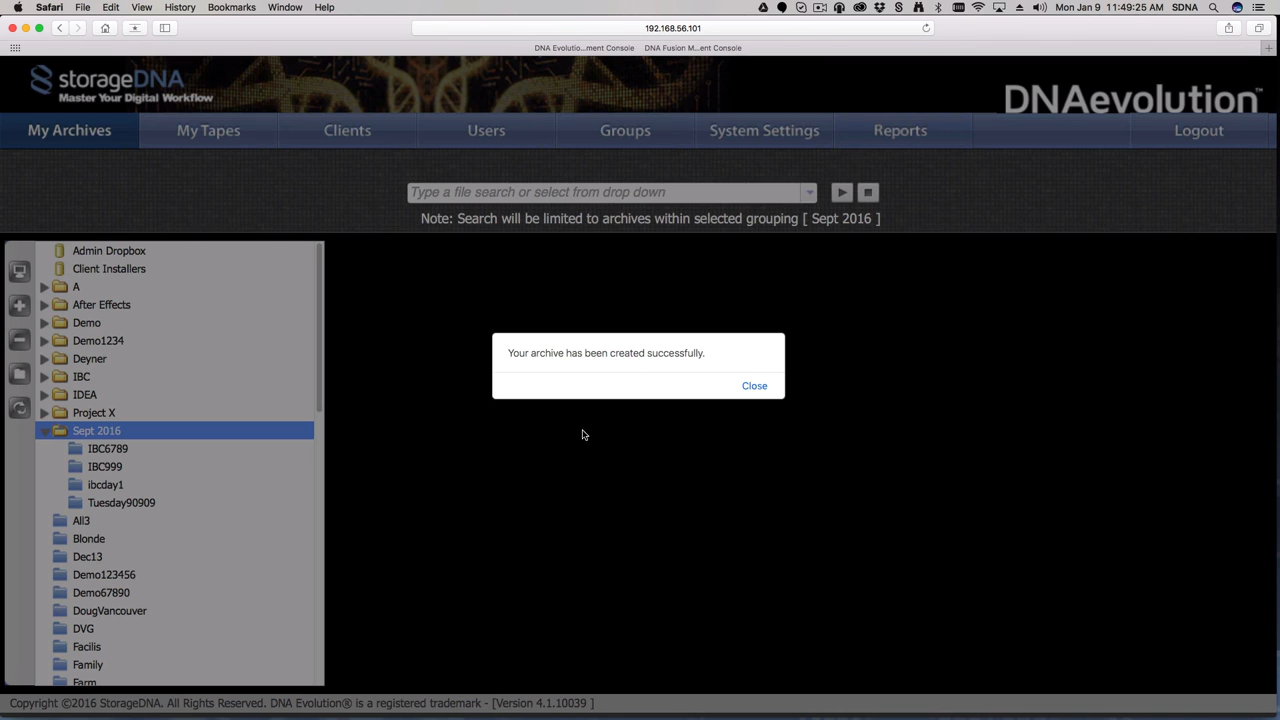 Safari File Edit View History Bookmarks Window Help Mon Jan 9 11:49:25 AM SDNA
192.168.56.101
DNA Evolutio...ment Console DNA Fusion M...ent Console
storageDNA
Master Your Digital Workflow
DNAevolution™
My Archives My Tapes Clients Users Groups System Settings Reports Logout
Type a file search or select from drop down
Note: Search will be limited to archives within selected grouping [ Sept 2016 ]
Admin Dropbox
Client Installers
A
After Effects
Demo
Demo1234
Deyner
IBC
IDEA
Project X
Sept 2016
IBC6789
IBC999
ibcday1
Tuesday90909
All3
Blonde
Dec13
Demo123456
Demo67890
DougVancouver
DVG
Facilis
Family
Farm
Your archive has been created successfully.
Close
Copyright ©2016 StorageDNA. All Rights Reserved. DNA Evolution® is a registered trademark - [Version 4.1.10039 ]